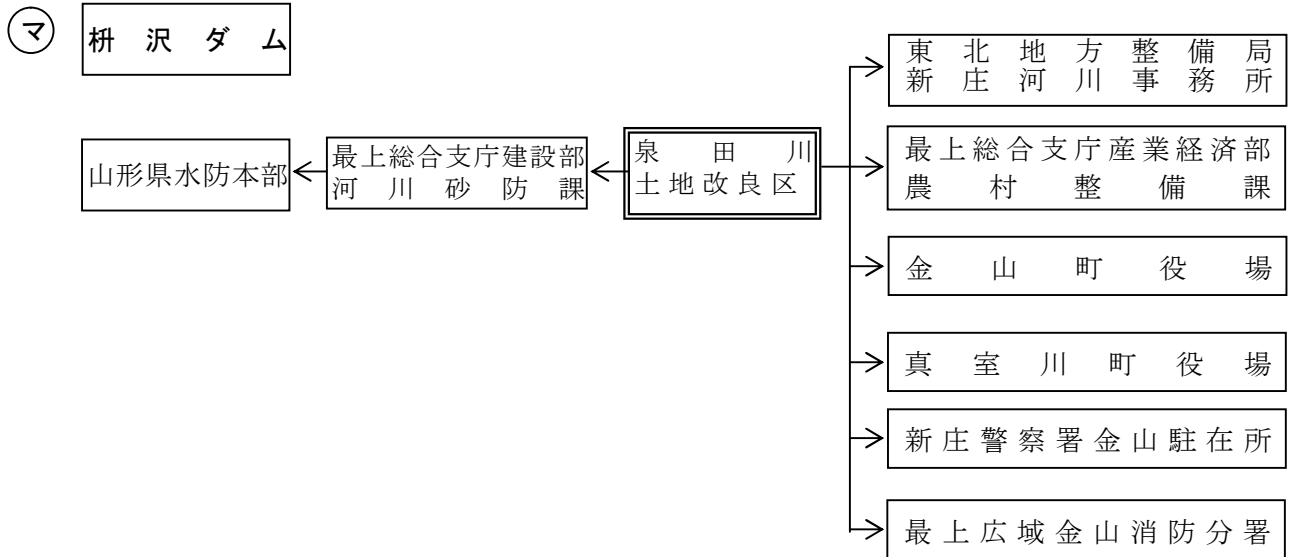 マ
枡沢ダム
山形県水防本部
最上総合支庁建設部
河川砂防課
泉田川
土地改良区
東北地方整備局
新庄河川事務所
最上総合支庁産業経済部
農村整備課
金山町役場
真室川町役場
新庄警察署金山駐在所
最上広域金山消防分署